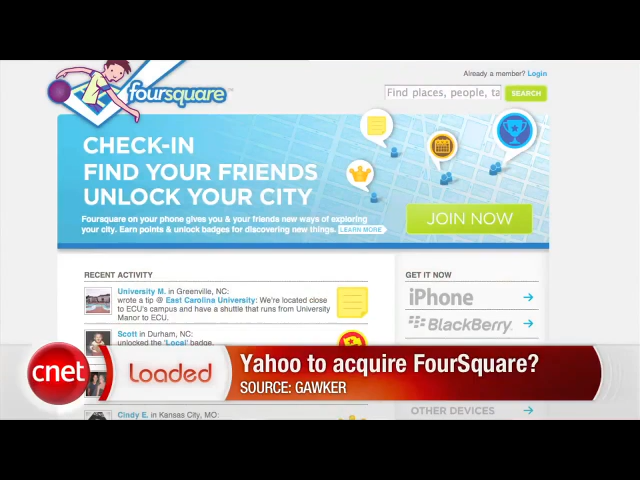 Already a member? Login
foursquare
Find places, people, ta
SEARCH
CHECK-IN
FIND YOUR FRIENDS
UNLOCK YOUR CITY
Foursquare on your phone gives you & your friends new ways of exploring
your city. Earn points & unlock badges for discovering new things. LEARN MORE
JOIN NOW
RECENT ACTIVITY
University M. in Greenville, NC:
wrote a tip @ East Carolina University: We're located close
to ECU's campus and have a shuttle that runs from University
Manor to ECU.
Scott in Durham, NC:
unlocked the 'Local' badge.
Cindy E. in Kansas City, MO:
GET IT NOW
iPhone
BlackBerry
OTHER DEVICES
cnet
Loaded
Yahoo to acquire FourSquare?
SOURCE: GAWKER